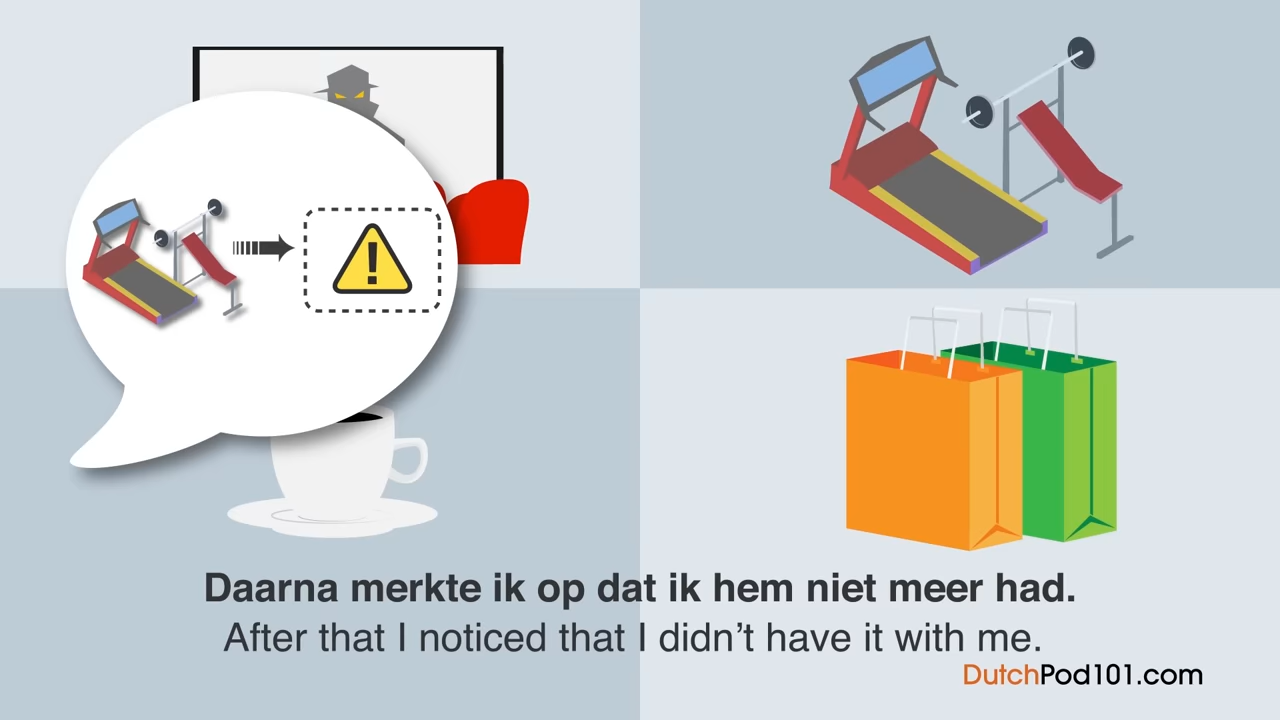 Daarna merkte ik op dat ik hem niet meer had.
After that I noticed that I didn't have it with me.
DutchPod101.com